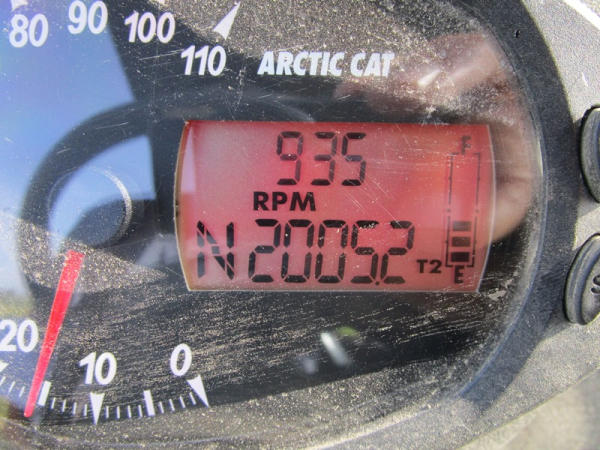 80 90 100
110 ARCTIC CAT
935 F
RPM
N 2005.2 T2 E
20 10 0